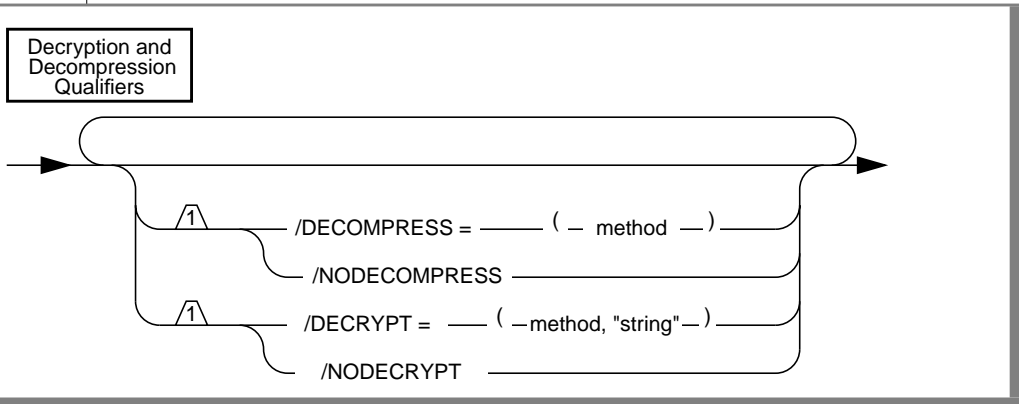 Decryption and
Decompression
Qualifiers
1
/DECOMPRESS = ( method )
/NODECOMPRESS
1
/DECRYPT = ( method, "string" )
/NODECRYPT